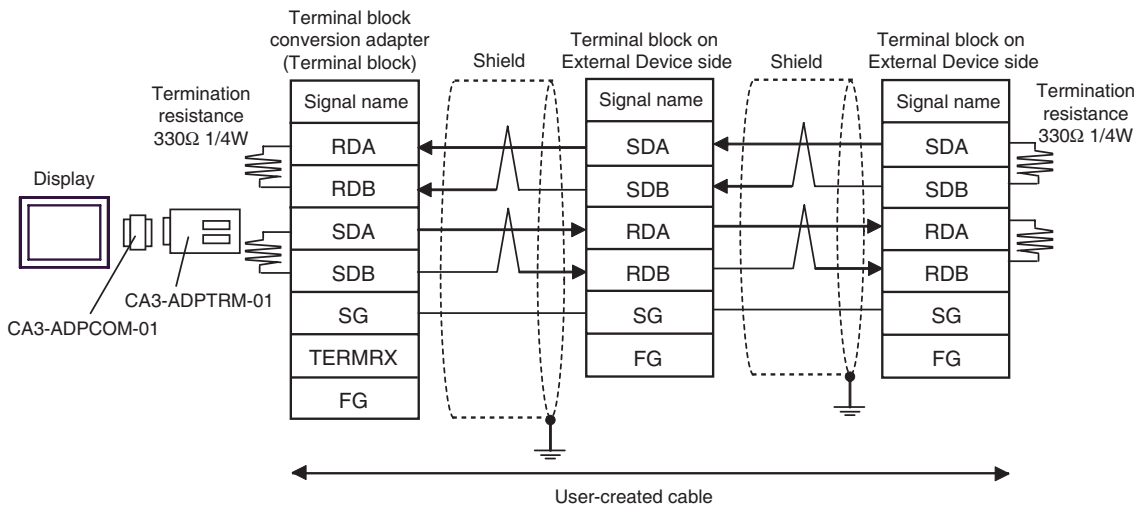 Terminal block
conversion adapter
(Terminal block)
Shield
Terminal block on
External Device side
Shield
Terminal block on
External Device side
Termination
resistance
330Ω 1/4W
Signal name
RDA
RDB
SDA
SDB
SG
TERMRX
FG
Signal name
SDA
SDB
RDA
RDB
SG
FG
Signal name
SDA
SDB
RDA
RDB
SG
FG
Termination
resistance
330Ω 1/4W
Display
CA3-ADPTRM-01
CA3-ADPCOM-01
User-created cable